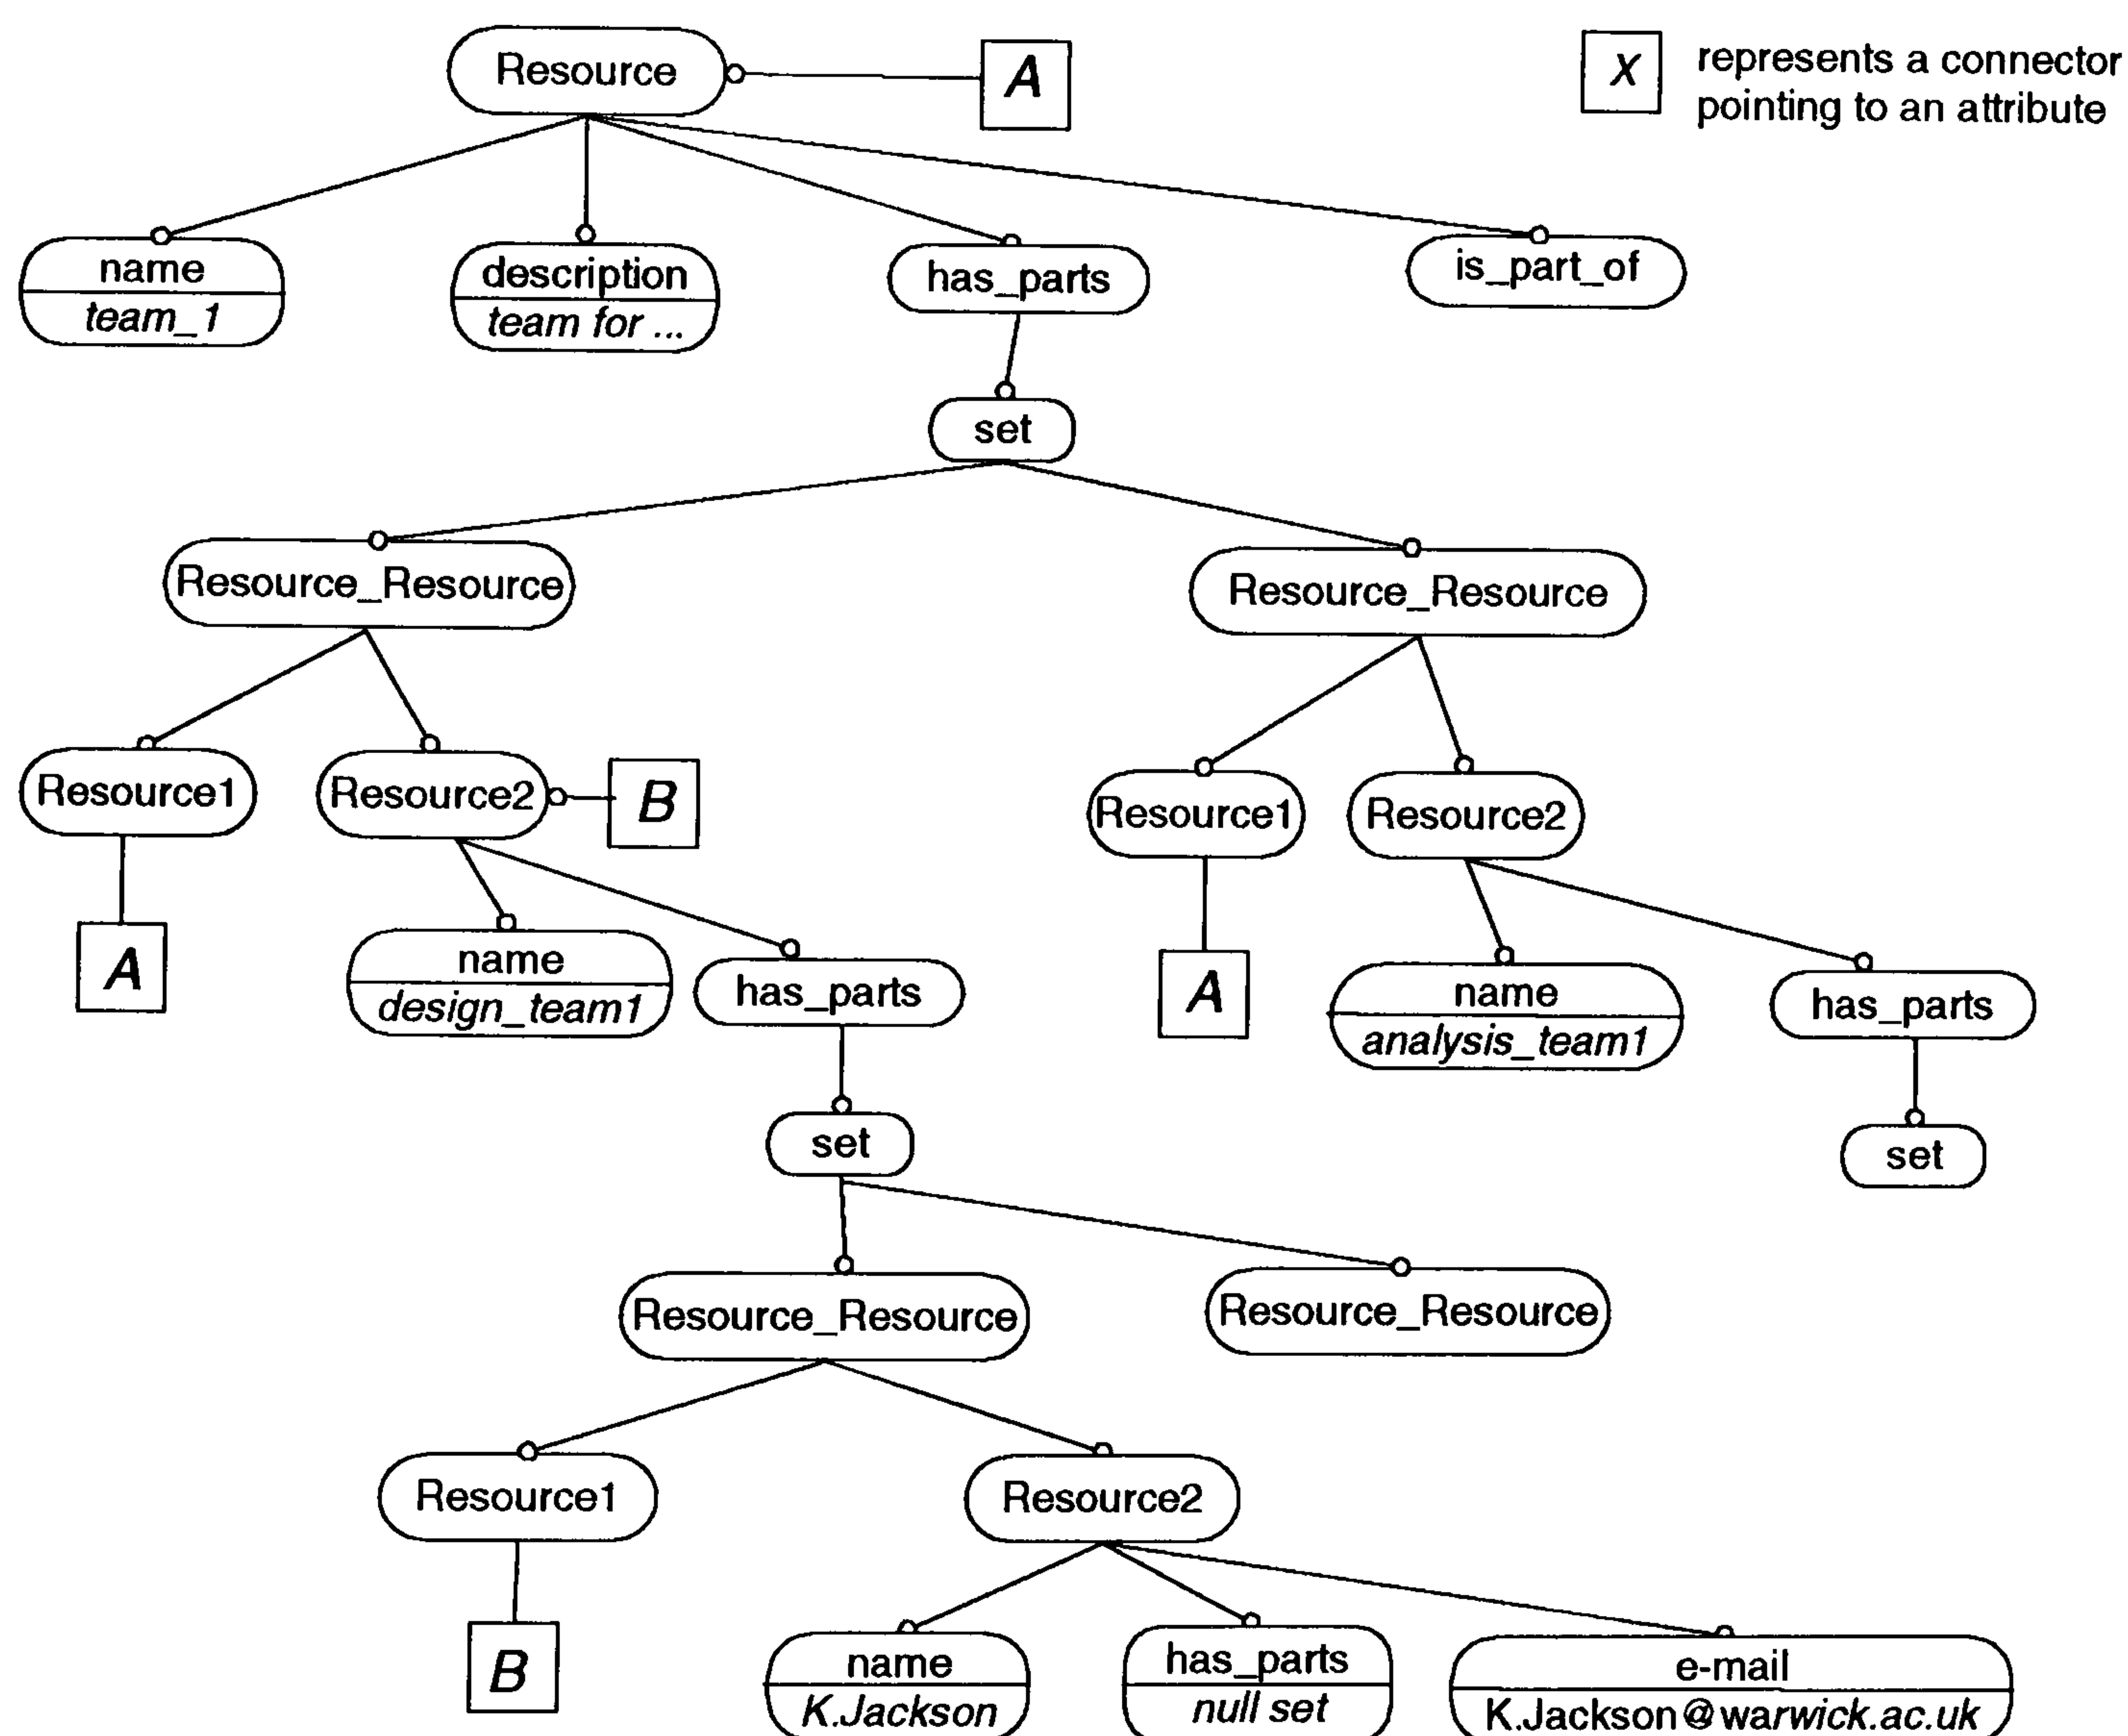 Resource
A
X
represents a connector
pointing to an attribute
name
team_1
description
team for ...
has_parts
is_part_of
set
Resource_Resource
Resource_Resource
Resource1
Resource2
B
Resource1
Resource2
A
name
design_team1
has_parts
A
name
analysis_team1
has_parts
set
set
Resource_Resource
Resource_Resource
Resource1
Resource2
B
name
K.Jackson
has_parts
null set
e-mail
K.Jackson@warwick.ac.uk